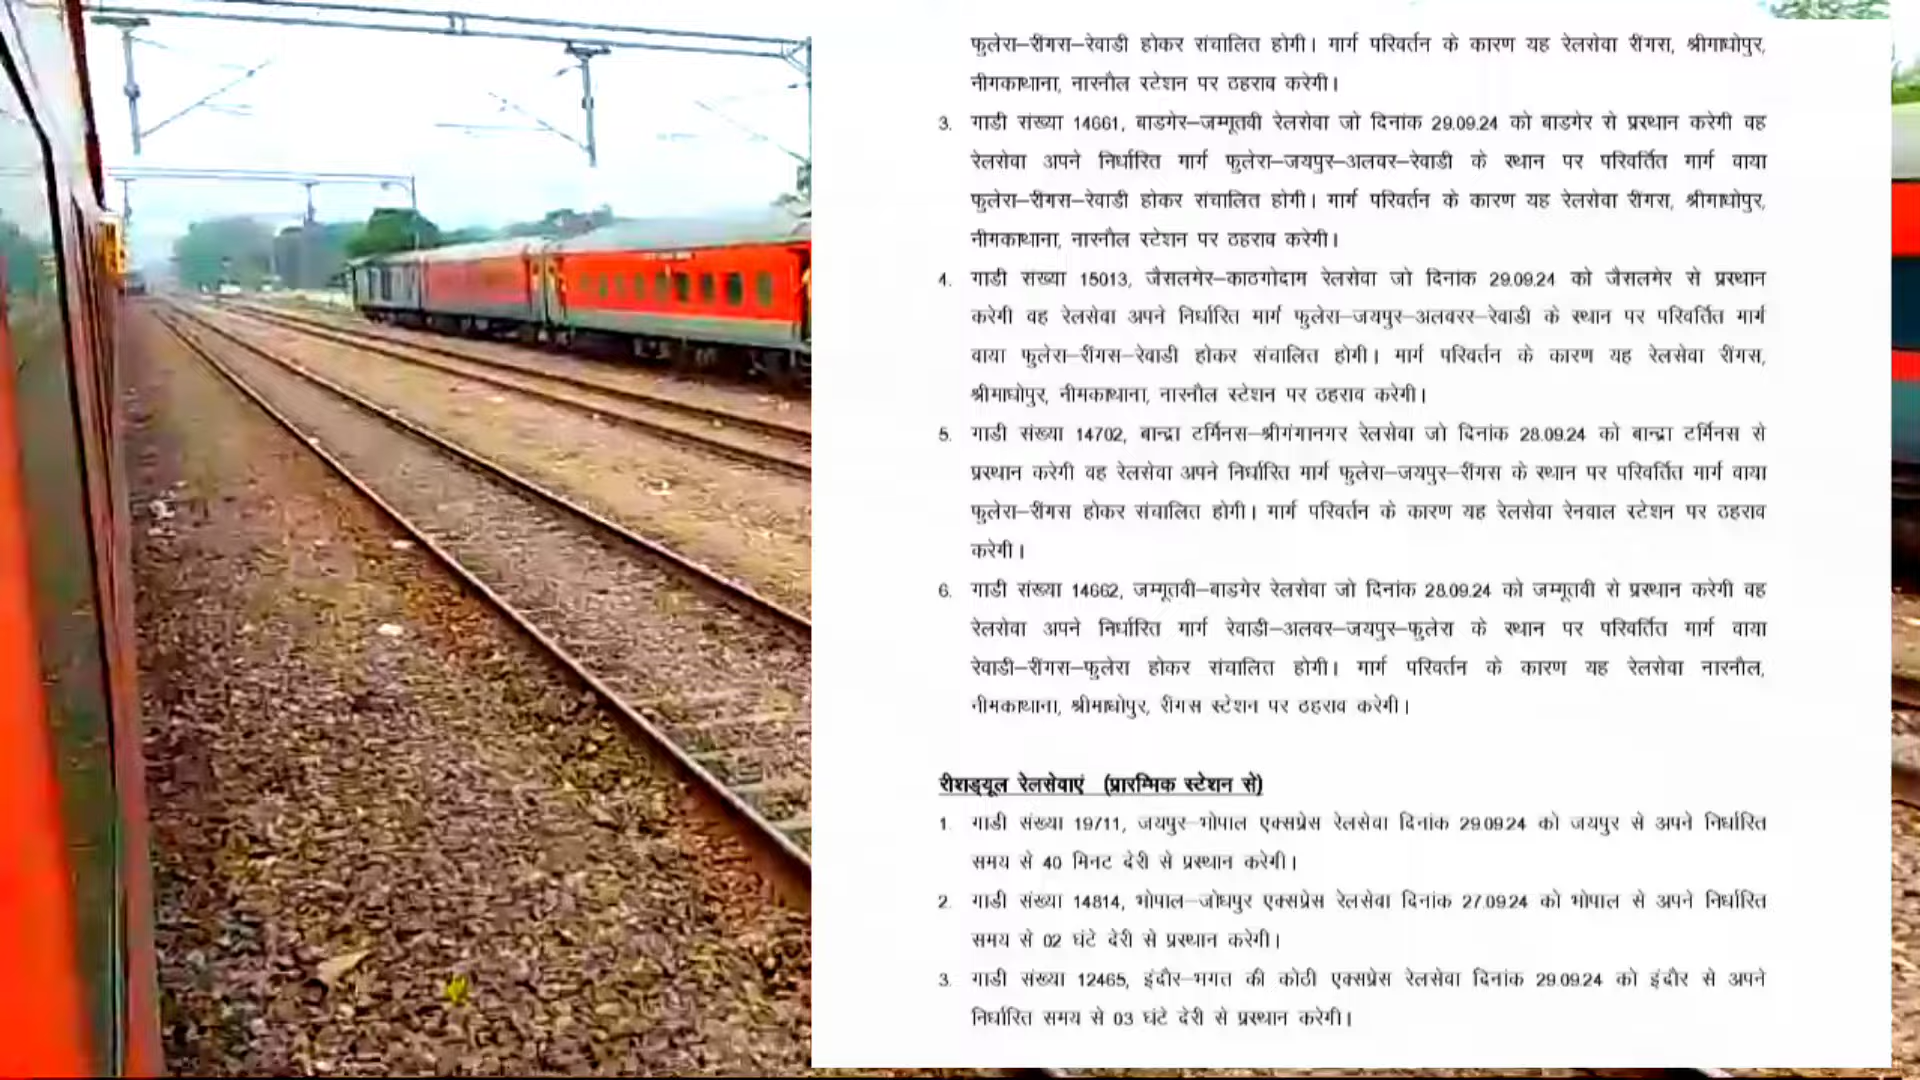 फुलेरा–रींगस–रेवाडी होकर संचालित होगी। मार्ग परिवर्तन के कारण यह रेलसेवा रींगस, श्रीमाधोपुर,
नीमकाथाना, नारनौल स्टेशन पर ठहराव करेगी।
3. गाडी संख्या 14661, बाडमेर–जम्मूतवी रेलसेवा जो दिनांक 29.09.24 को बाडमेर से प्रस्थान करेगी वह
रेलसेवा अपने निर्धारित मार्ग फुलेरा–जयपुर–अलवर–रेवाडी के स्थान पर परिवर्तित मार्ग वाया
फुलेरा–रींगस–रेवाडी होकर संचालित होगी। मार्ग परिवर्तन के कारण यह रेलसेवा रींगस, श्रीमाधोपुर,
नीमकाथाना, नारनौल स्टेशन पर ठहराव करेगी।
4. गाडी संख्या 15013, जैसलमेर–काठगोदाम रेलसेवा जो दिनांक 29.09.24 को जैसलमेर से प्रस्थान
करेगी वह रेलसेवा अपने निर्धारित मार्ग फुलेरा–जयपुर–अलवरर–रेवाडी के स्थान पर परिवर्तित मार्ग
वाया फुलेरा–रींगस–रेवाडी होकर संचालित होगी। मार्ग परिवर्तन के कारण यह रेलसेवा रींगस,
श्रीमाधोपुर, नीमकाथाना, नारनौल स्टेशन पर ठहराव करेगी।
5. गाडी संख्या 14702, बान्द्रा टर्मिनस–श्रीगंगानगर रेलसेवा जो दिनांक 28.09.24 को बान्द्रा टर्मिनस से
प्रस्थान करेगी वह रेलसेवा अपने निर्धारित मार्ग फुलेरा–जयपुर–रींगस के स्थान पर परिवर्तित मार्ग वाया
फुलेरा–रींगस होकर संचालित होगी। मार्ग परिवर्तन के कारण यह रेलसेवा रेनवाल स्टेशन पर ठहराव
करेगी।
6. गाडी संख्या 14662, जम्मूतवी–बाडमेर रेलसेवा जो दिनांक 28.09.24 को जम्मूतवी से प्रस्थान करेगी वह
रेलसेवा अपने निर्धारित मार्ग रेवाडी–अलवर–जयपुर–फुलेरा के स्थान पर परिवर्तित मार्ग वाया
रेवाडी–रींगस–फुलेरा होकर संचालित होगी। मार्ग परिवर्तन के कारण यह रेलसेवा नारनौल,
नीमकाथाना, श्रीमाधोपुर, रींगस स्टेशन पर ठहराव करेगी।
रीशड्यूल रेलसेवाएं (प्रारम्भिक स्टेशन से)
1. गाडी संख्या 19711, जयपुर–भोपाल एक्सप्रेस रेलसेवा दिनांक 29.09.24 को जयपुर से अपने निर्धारित
समय से 40 मिनट देरी से प्रस्थान करेगी।
2. गाडी संख्या 14814, भोपाल–जोधपुर एक्सप्रेस रेलसेवा दिनांक 27.09.24 को भोपाल से अपने निर्धारित
समय से 02 घंटे देरी से प्रस्थान करेगी।
3. गाडी संख्या 12465, इंदौर–भगत की कोठी एक्सप्रेस रेलसेवा दिनांक 29.09.24 को इंदौर से अपने
निर्धारित समय से 03 घंटे देरी से प्रस्थान करेगी।